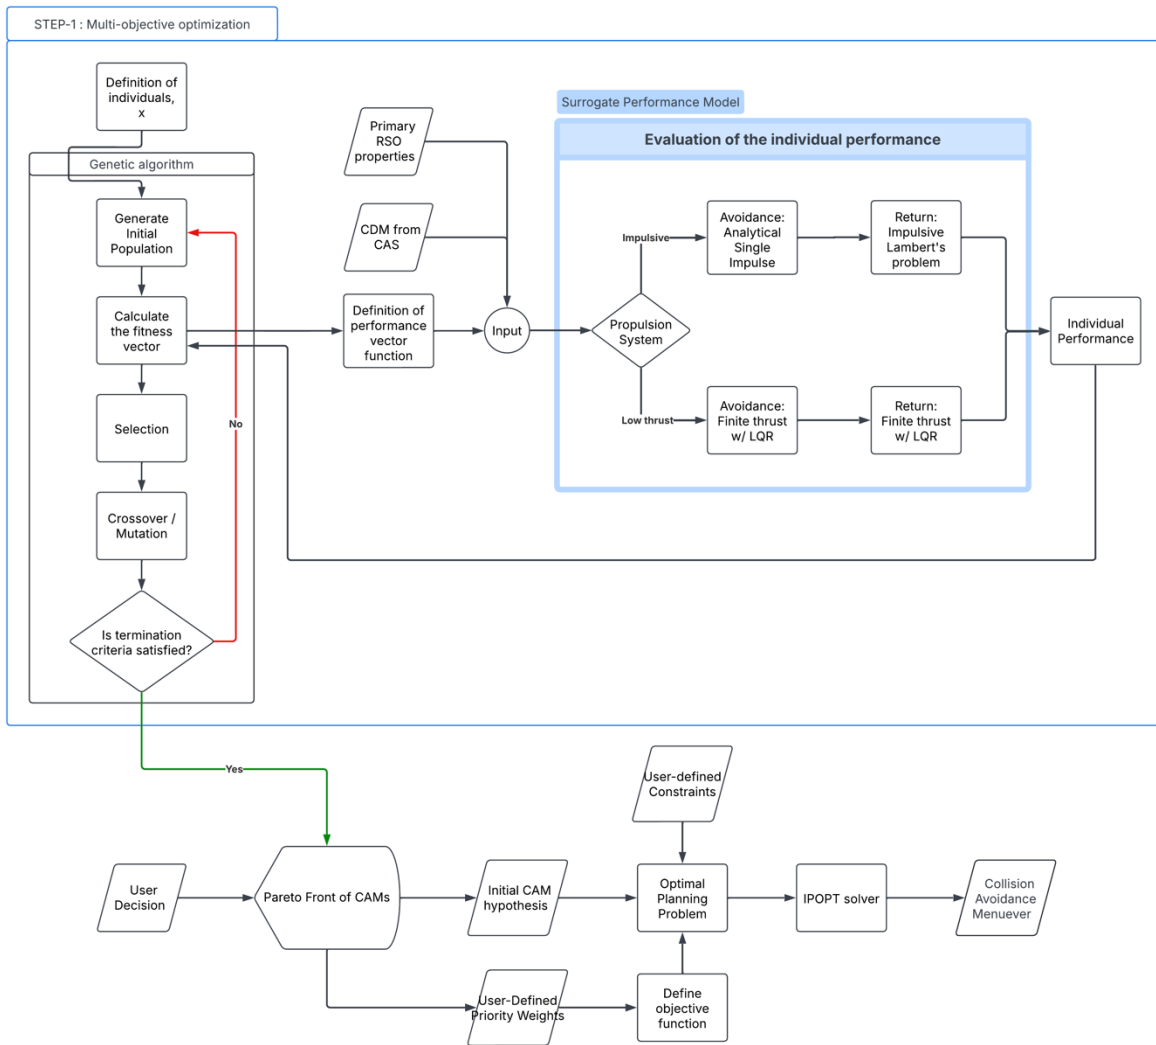 STEP-1 : Multi-objective optimization
Definition of
individuals,
x
Genetic algorithm
Generate
Initial
Population
Calculate
the fitness
vector
Selection
Crossover /
Mutation
Is termination
criteria satisfied?
No
Yes
Primary
RSO
properties
CDM from
CAS
Definition of
performance
vector
function
Input
Surrogate Performance Model
Evaluation of the individual performance
Propulsion
System
Impulsive
Avoidance:
Analytical
Single
Impulse
Return:
Impulsive
Lambert's
problem
Low thrust
Avoidance:
Finite thrust
w/ LQR
Return:
Finite thrust
w/ LQR
Individual
Performance
User
Decision
Pareto Front of CAMs
Initial CAM
hypothesis
User-Defined
Priority Weights
User-defined
Constraints
Optimal
Planning
Problem
Define
objective
function
IPOPT solver
Collision
Avoidance
Menuever